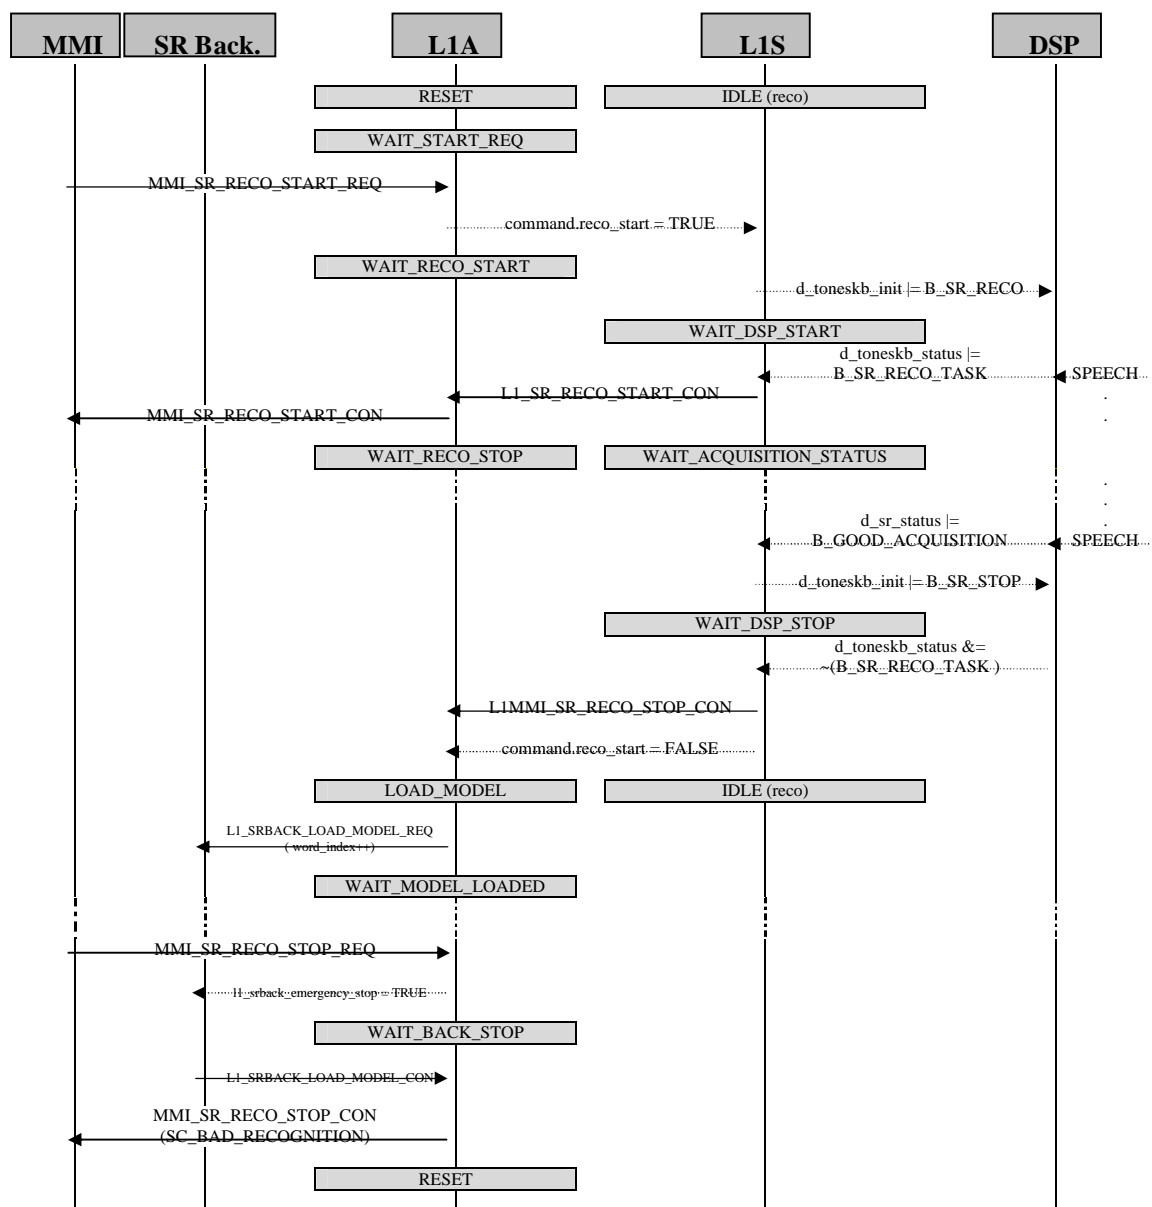 MMI SR Back. L1A L1S DSP
RESET IDLE (reco)
WAIT_START_REQ
MMI_SR_RECO_START_REQ
command.reco_start = TRUE
WAIT_RECO_START
d_toneskb_init |= B_SR_RECO
WAIT_DSP_START
d_toneskb_status |=
B_SR_RECO_TASK SPEECH
L1_SR_RECO_START_CON
.
MMI_SR_RECO_START_CON
.
WAIT_RECO_STOP WAIT_ACQUISITION_STATUS
.
.
.
d_sr_status |=
B_GOOD_ACQUISITION SPEECH
d_toneskb_init |= B_SR_STOP
WAIT_DSP_STOP
d_toneskb_status &=
~(B_SR_RECO_TASK )
L1MMI_SR_RECO_STOP_CON
command.reco_start = FALSE
LOAD_MODEL IDLE (reco)
L1_SRBACK_LOAD_MODEL_REQ
( word_index++)
WAIT_MODEL_LOADED
MMI_SR_RECO_STOP_REQ
l1_srback_emergency_stop = TRUE
WAIT_BACK_STOP
L1_SRBACK_LOAD_MODEL_CON
MMI_SR_RECO_STOP_CON
(SC_BAD_RECOGNITION)
RESET